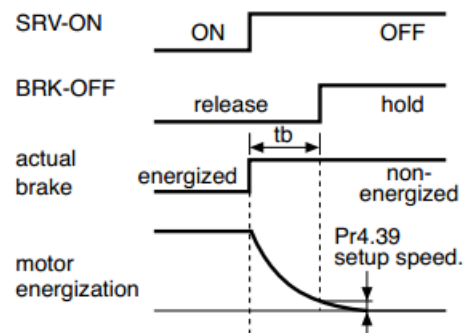 SRV-ON
ON
OFF
BRK-OFF
release
hold
tb
actual
brake
energized
non-
energized
Pr4.39
setup speed.
motor
energization